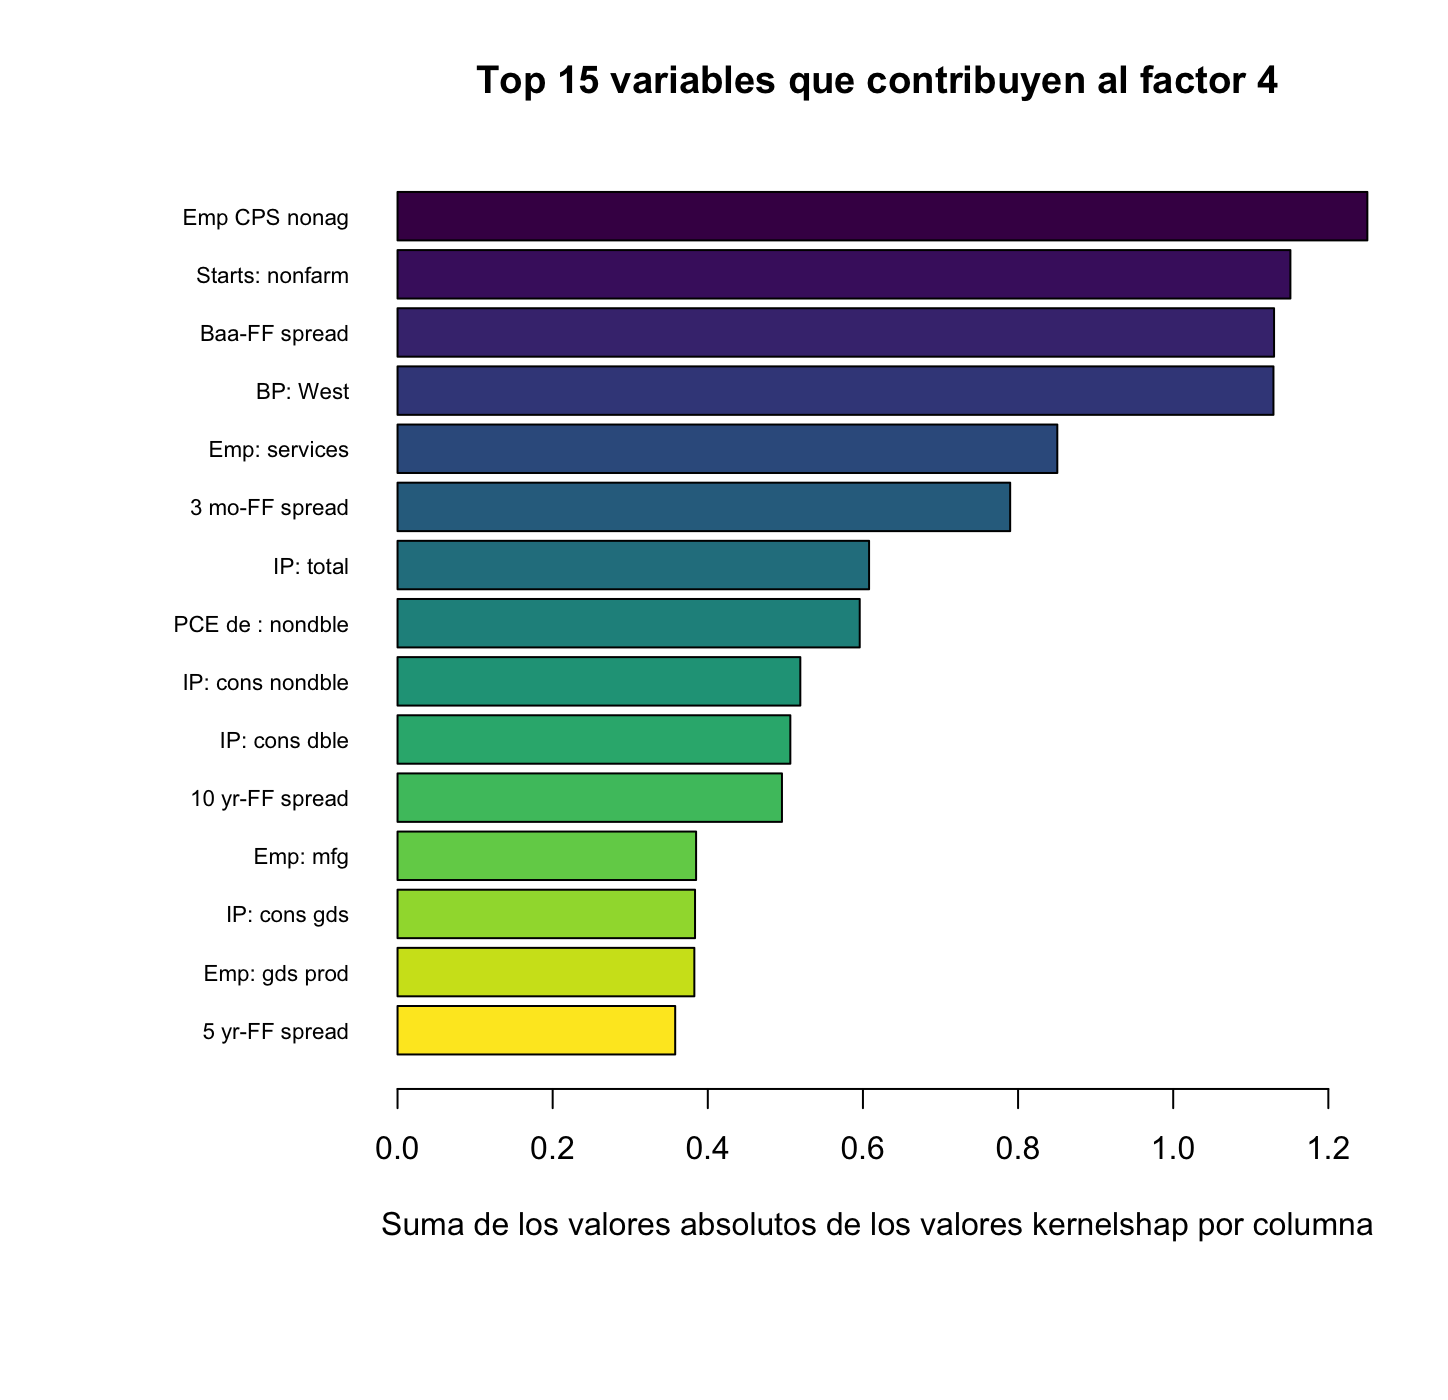 Top 15 variables que contribuyen al factor 4
Emp CPS nonag
Starts: nonfarm
Baa-FF spread
BP: West
Emp: services
3 mo-FF spread
IP: total
PCE de : nondble
IP: cons nondble
IP: cons dble
10 yr-FF spread
Emp: mfg
IP: cons gds
Emp: gds prod
5 yr-FF spread
0.0 0.2 0.4 0.6 0.8 1.0 1.2
Suma de los valores absolutos de los valores kernelshap por columna